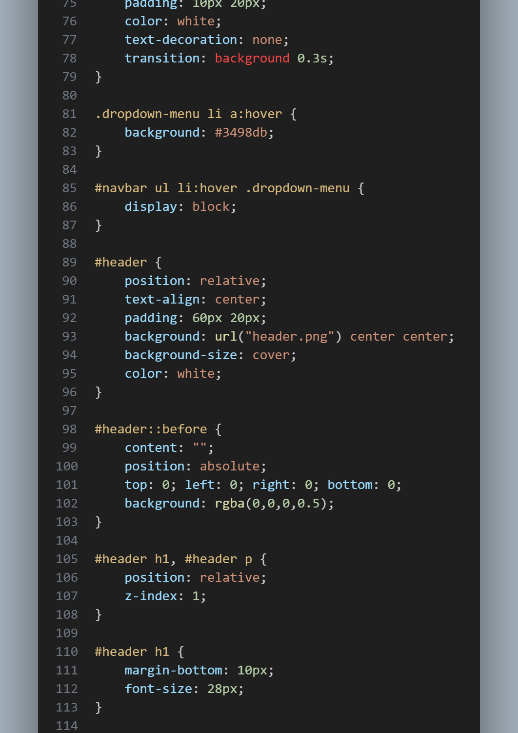 75     padding: 10px 20px;
76     color: white;
77     text-decoration: none;
78     transition: background 0.3s;
79 }
80
81 .dropdown-menu li a:hover {
82     background: #3498db;
83 }
84
85 #navbar ul li:hover .dropdown-menu {
86     display: block;
87 }
88
89 #header {
90     position: relative;
91     text-align: center;
92     padding: 60px 20px;
93     background: url("header.png") center center;
94     background-size: cover;
95     color: white;
96 }
97
98 #header::before {
99     content: "";
100     position: absolute;
101     top: 0; left: 0; right: 0; bottom: 0;
102     background: rgba(0,0,0,0.5);
103 }
104
105 #header h1, #header p {
106     position: relative;
107     z-index: 1;
108 }
109
110 #header h1 {
111     margin-bottom: 10px;
112     font-size: 28px;
113 }
114